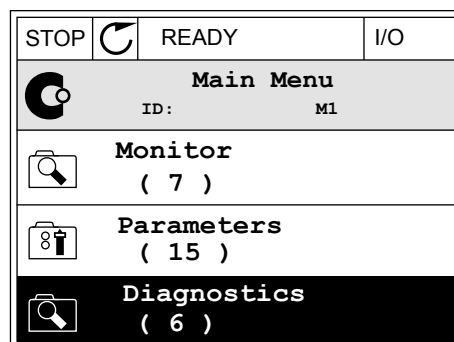 STOP READY I/O
Main Menu
ID: M1
Monitor
( 7 )
Parameters
( 15 )
Diagnostics
( 6 )